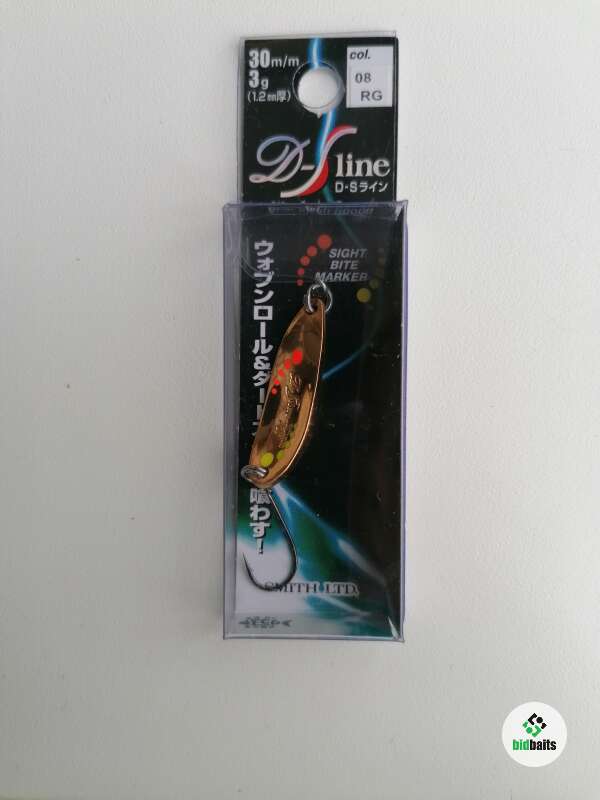 30m/m
3g
(1.2mm厚)
col.
08
RG
D-S line
D・Sライン
SIGHT
BITE
MARKER
ウォブンロール&ダート
喰わす!
SMITH LTD.
bidbaits